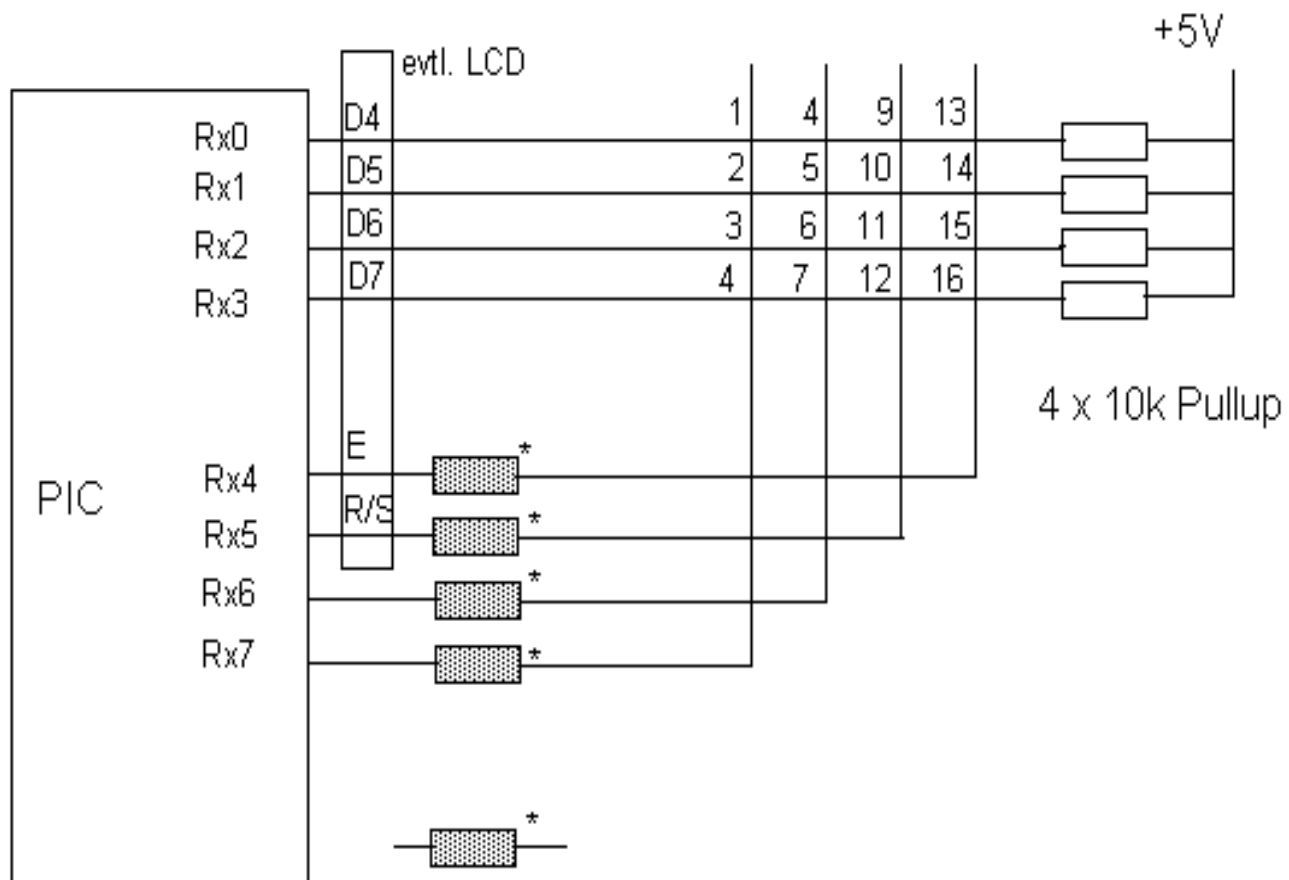 +5V
evtl. LCD
Rx0 D4 1 4 9 13
Rx1 D5 2 5 10 14
Rx2 D6 3 6 11 15
Rx3 D7 4 7 12 16
4 x 10k Pullup
PIC
Rx4 E *
Rx5 R/S *
Rx6 *
Rx7 *
*